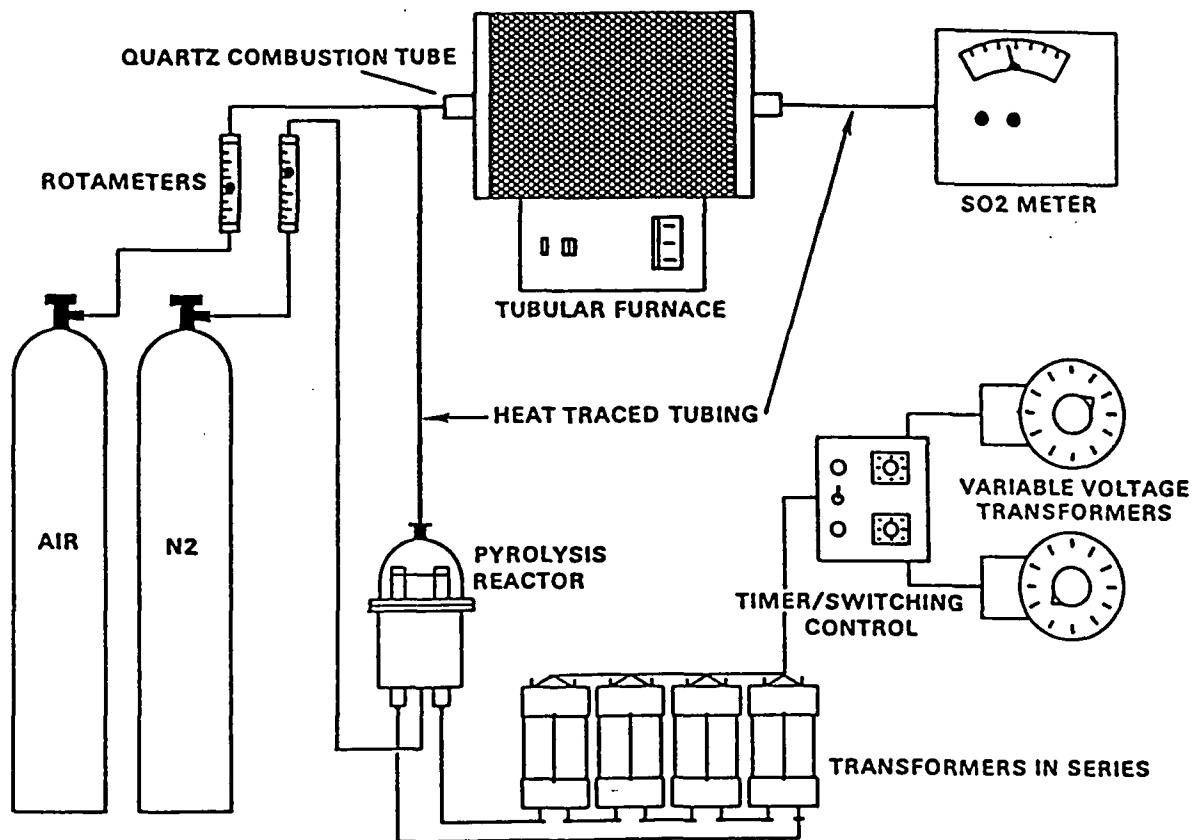 QUARTZ COMBUSTION TUBE
ROTAMETERS
SO2 METER
TUBULAR FURNACE
HEAT TRACED TUBING
VARIABLE VOLTAGE
TRANSFORMERS
AIR
N2
PYROLYSIS
REACTOR
TIMER/SWITCHING
CONTROL
TRANSFORMERS IN SERIES